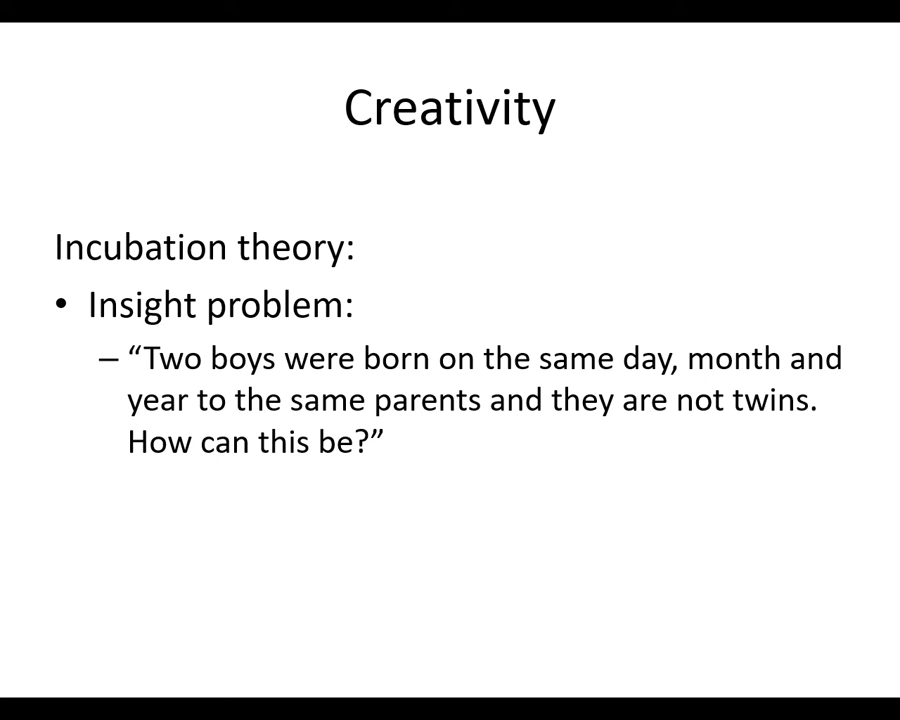 Creativity
Incubation theory:
• Insight problem:
– “Two boys were born on the same day, month and
year to the same parents and they are not twins.
How can this be?”